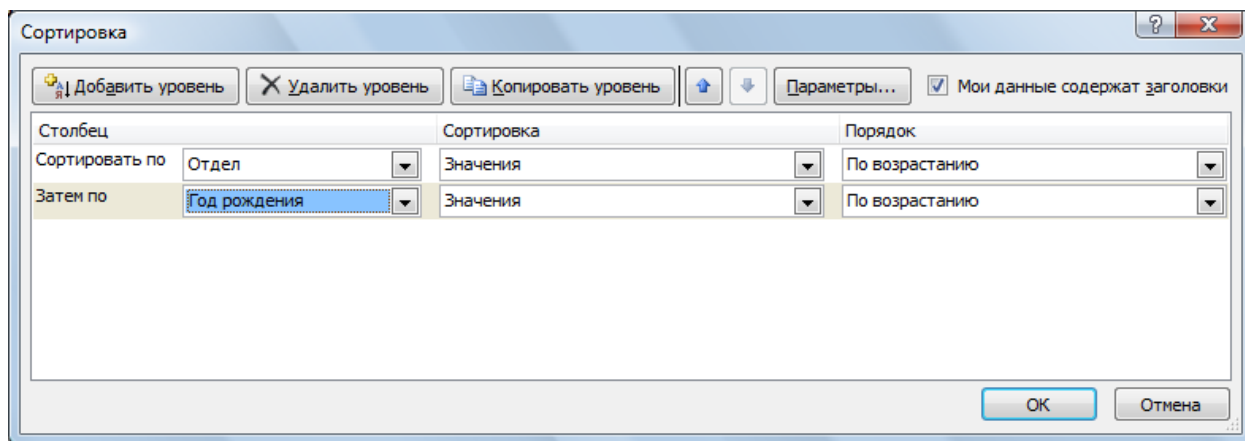 Сортировка
Добавить уровень Удалить уровень Копировать уровень Параметры... Мои данные содержат заголовки
Столбец Сортировка Порядок
Сортировать по Отдел Значения По возрастанию
Затем по Год рождения Значения По возрастанию
ОК Отмена